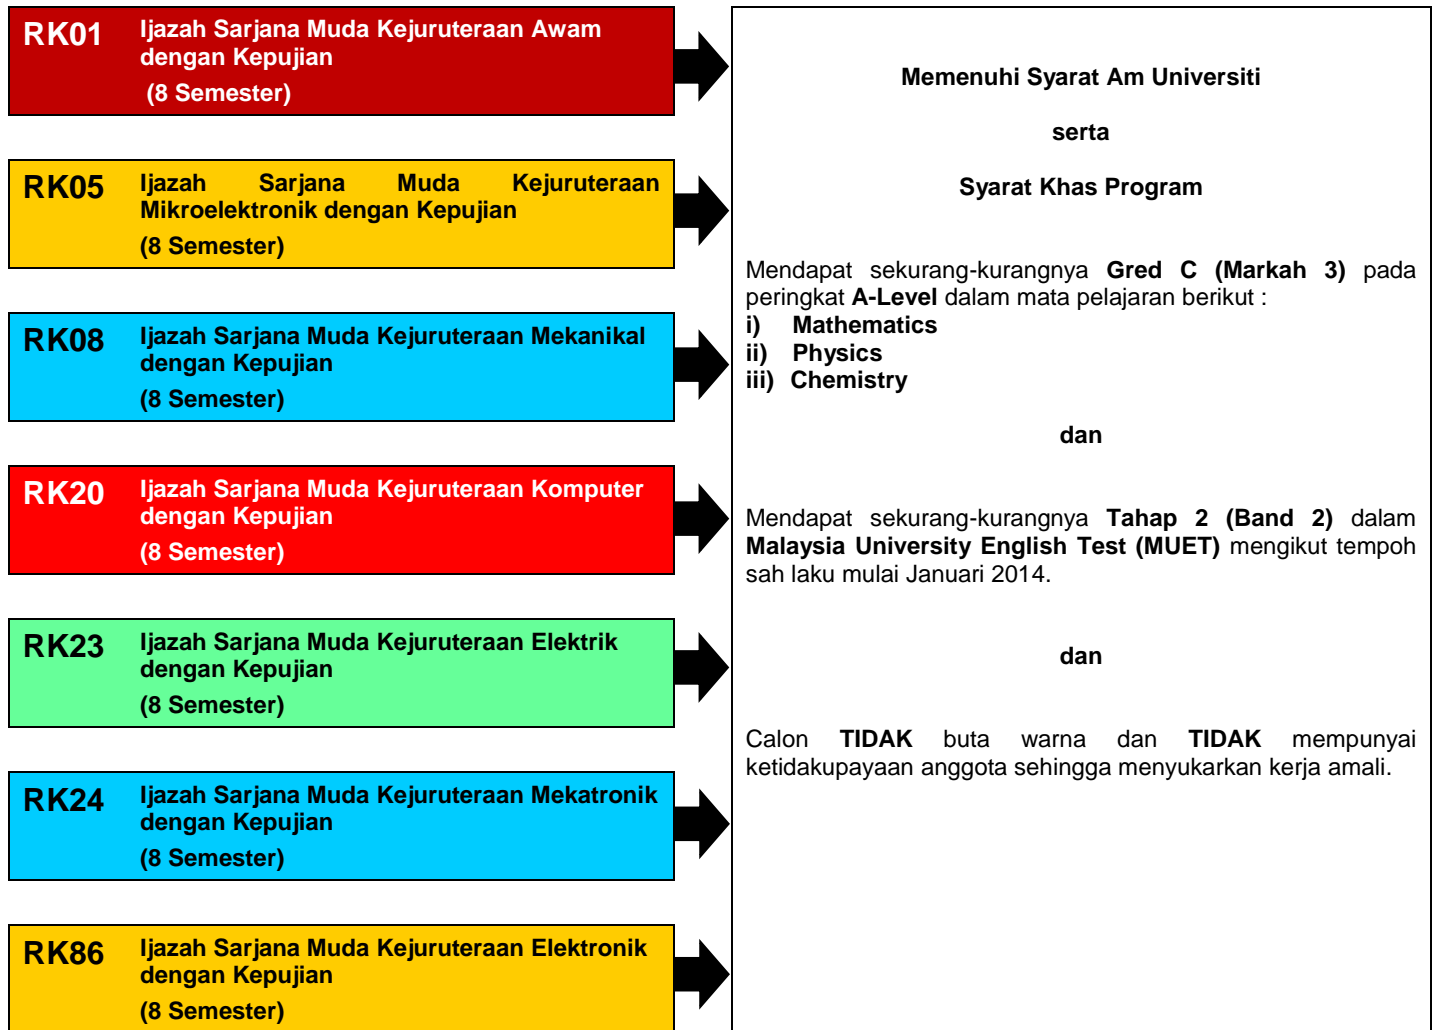 RK01
Ijazah Sarjana Muda Kejuruteraan Awam
dengan Kepujian
(8 Semester)
RK05
Ijazah Sarjana Muda Kejuruteraan
Mikroelektronik dengan Kepujian
(8 Semester)
RK08
Ijazah Sarjana Muda Kejuruteraan Mekanikal
dengan Kepujian
(8 Semester)
RK20
Ijazah Sarjana Muda Kejuruteraan Komputer
dengan Kepujian
(8 Semester)
RK23
Ijazah Sarjana Muda Kejuruteraan Elektrik
dengan Kepujian
(8 Semester)
RK24
Ijazah Sarjana Muda Kejuruteraan Mekatronik
dengan Kepujian
(8 Semester)
RK86
Ijazah Sarjana Muda Kejuruteraan Elektronik
dengan Kepujian
(8 Semester)
Memenuhi Syarat Am Universiti
serta
Syarat Khas Program
Mendapat sekurang-kurangnya Gred C (Markah 3) pada
peringkat A-Level dalam mata pelajaran berikut :
i) Mathematics
ii) Physics
iii) Chemistry
dan
Mendapat sekurang-kurangnya Tahap 2 (Band 2) dalam
Malaysia University English Test (MUET) mengikut tempoh
sah laku mulai Januari 2014.
dan
Calon TIDAK buta warna dan TIDAK mempunyai
ketidakupayaan anggota sehingga menyukarkan kerja amali.